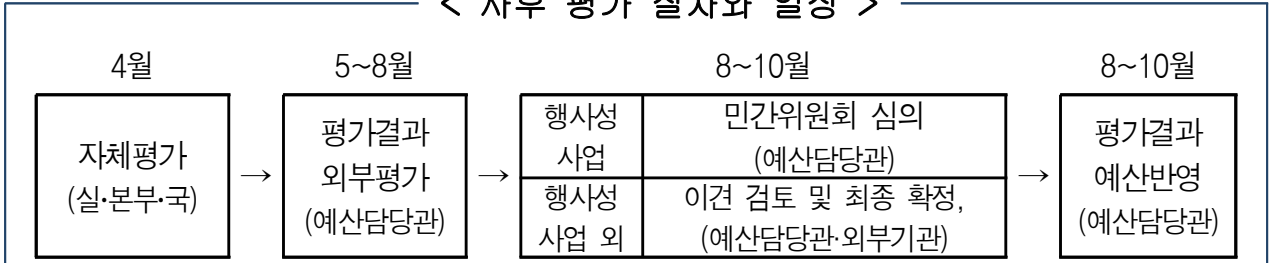 < 사후 평가 절차와 일정 >
4월
5~8월
8~10월
8~10월
자체평가
(실·본부·국)
→
평가결과
외부평가
(예산담당관)
→
행사성
사업
민간위원회 심의
(예산담당관)
행사성
사업 외
이견 검토 및 최종 확정,
(예산담당관·외부기관)
→
평가결과
예산반영
(예산담당관)